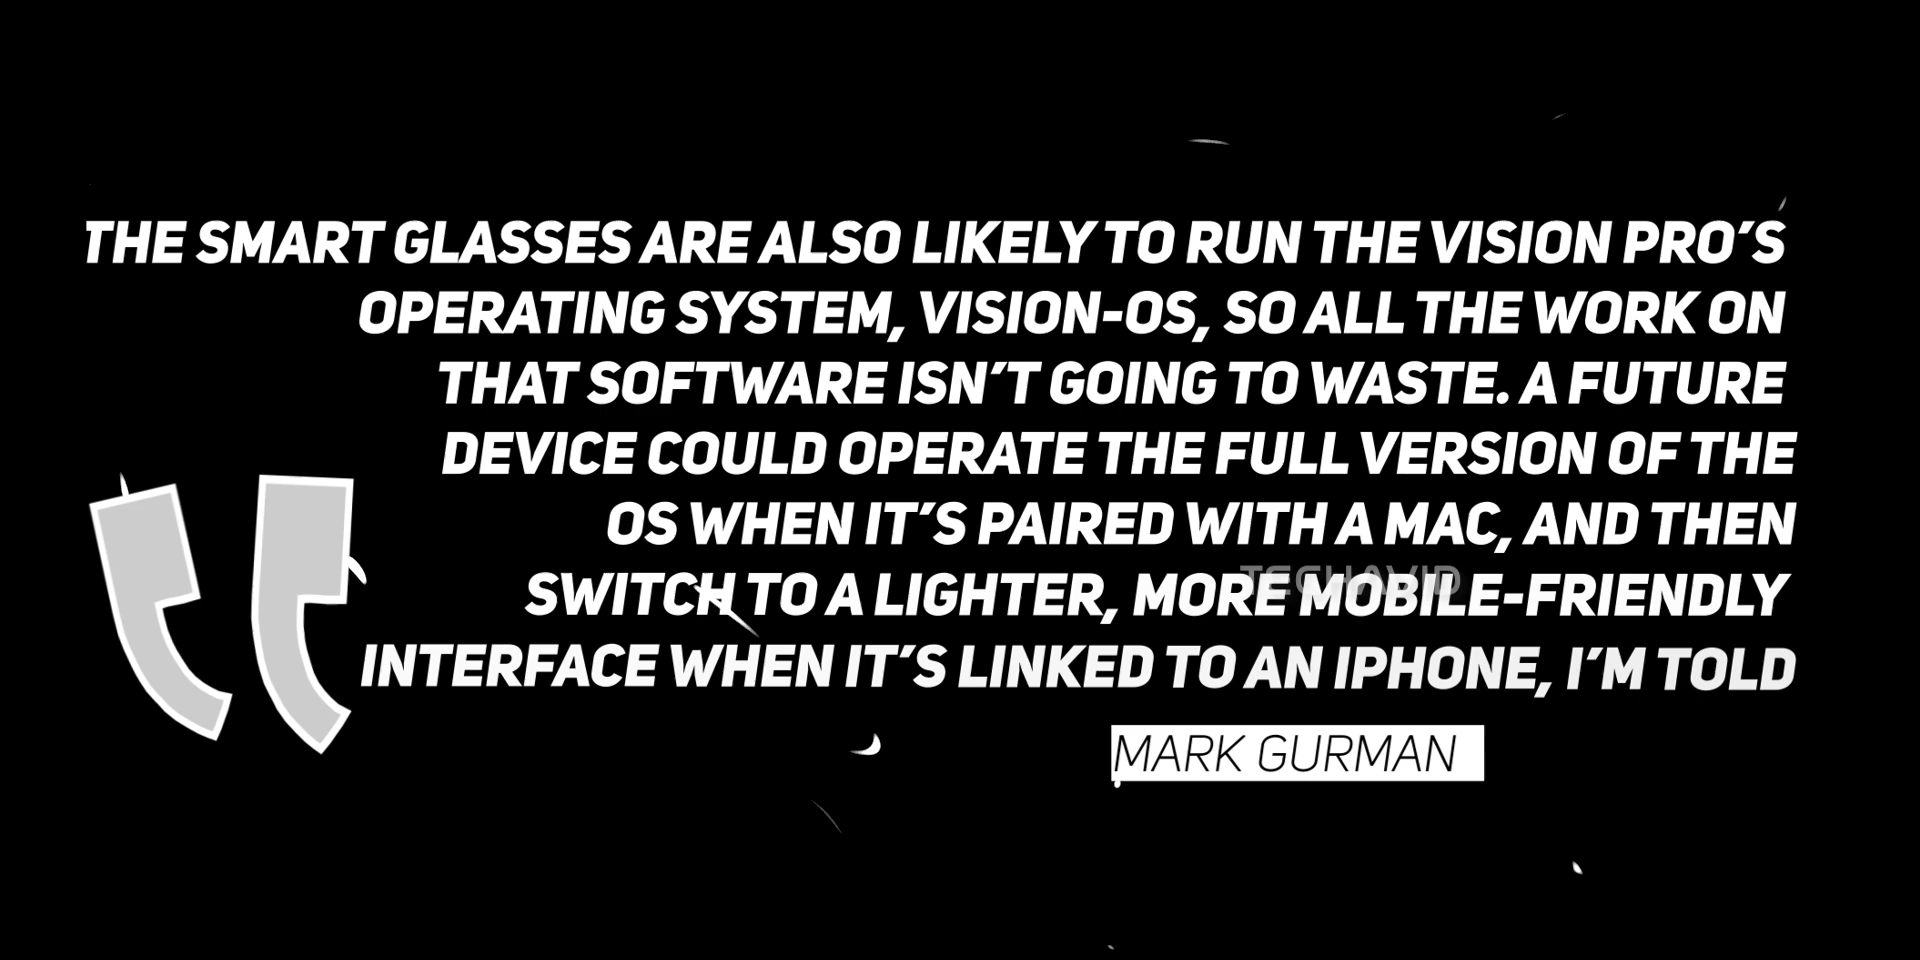 THE SMART GLASSES ARE ALSO LIKELY TO RUN THE VISION PRO'S
OPERATING SYSTEM, VISION-OS, SO ALL THE WORK ON
THAT SOFTWARE ISN'T GOING TO WASTE. A FUTURE
DEVICE COULD OPERATE THE FULL VERSION OF THE
OS WHEN IT'S PAIRED WITH A MAC, AND THEN
SWITCH TO A LIGHTER, MORE MOBILE-FRIENDLY
TECHAVID
INTERFACE WHEN IT'S LINKED TO AN IPHONE, I'M TOLD
MARK GURMAN